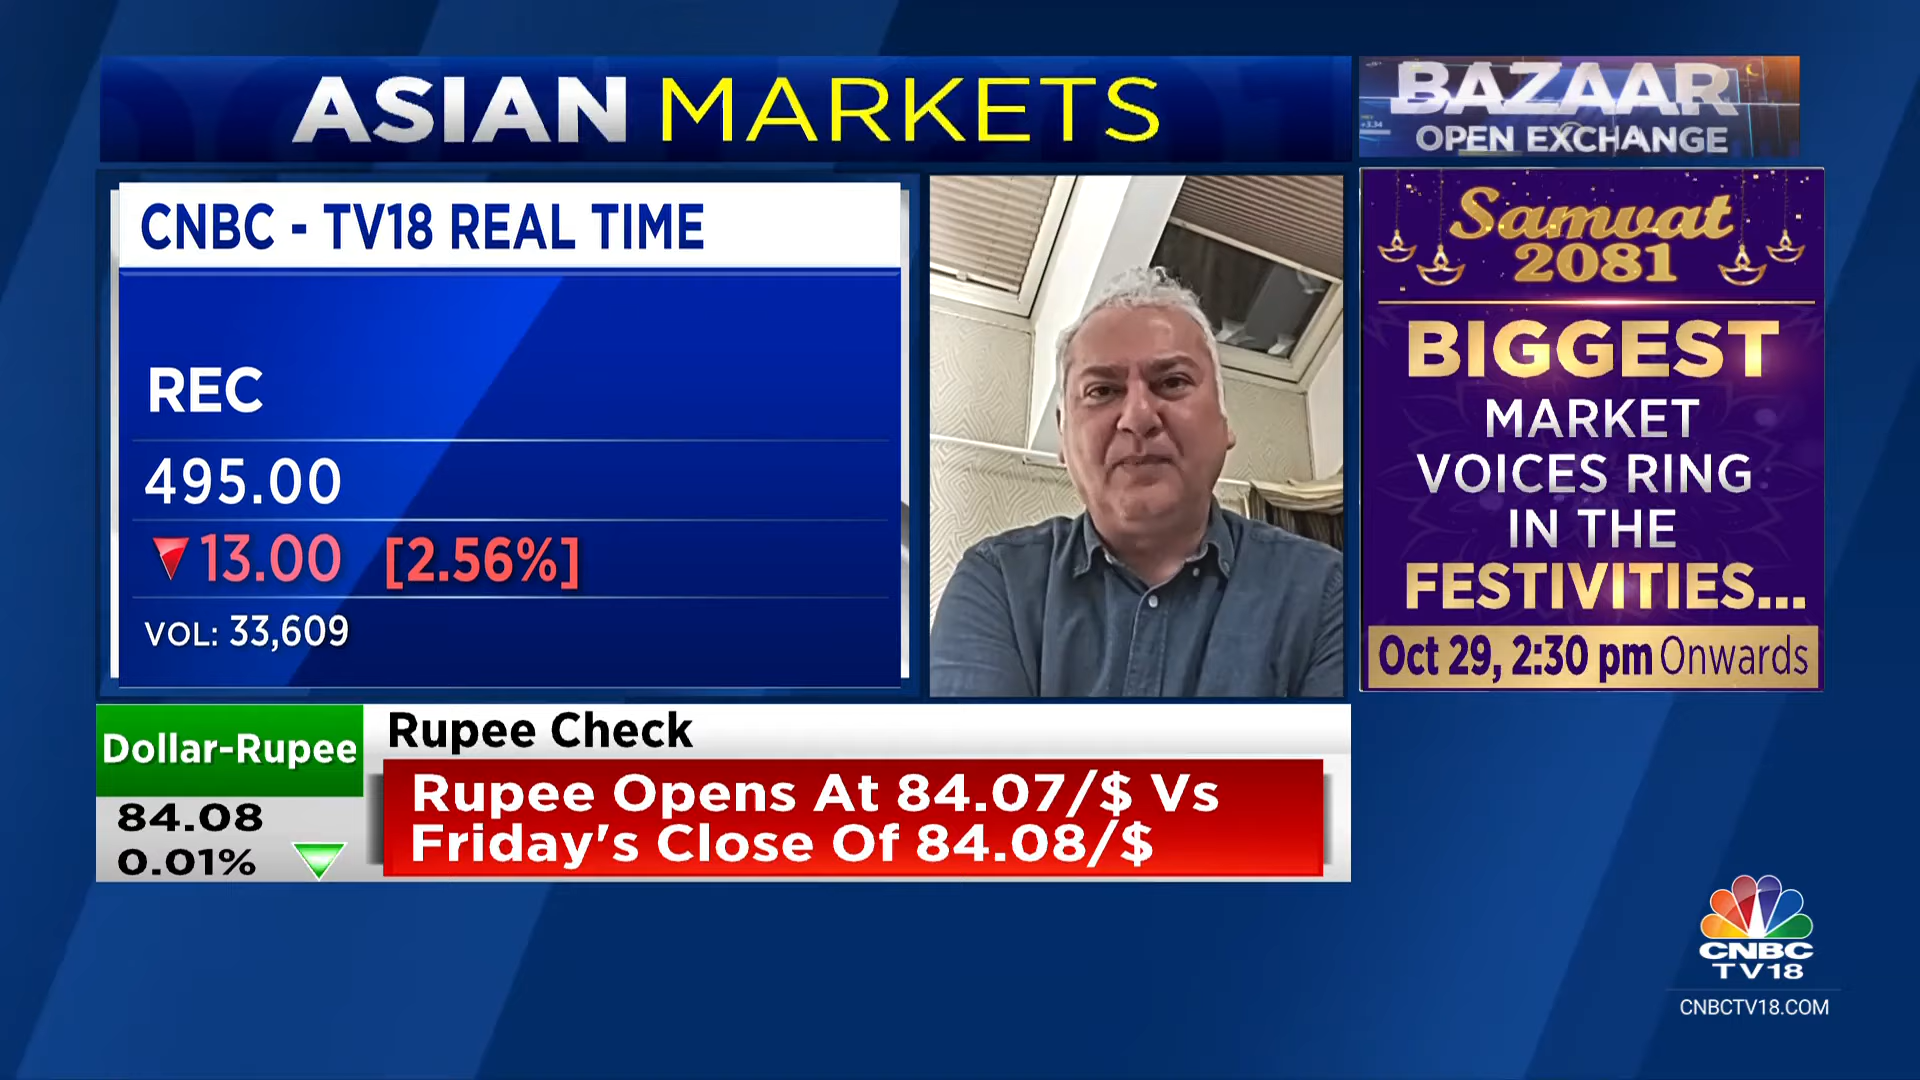 ASIAN MARKETS
BAZAAR
OPEN EXCHANGE
CNBC - TV18 REAL TIME
REC
495.00
13.00 [2.56%]
VOL: 33,609
Samvat
2081
BIGGEST
MARKET
VOICES RING
IN THE
FESTIVITIES...
Oct 29, 2:30 pm Onwards
Dollar-Rupee
84.08
0.01%
Rupee Check
Rupee Opens At 84.07/$ Vs
Friday's Close Of 84.08/$
CNBC
TV18
CNBCTV18.COM